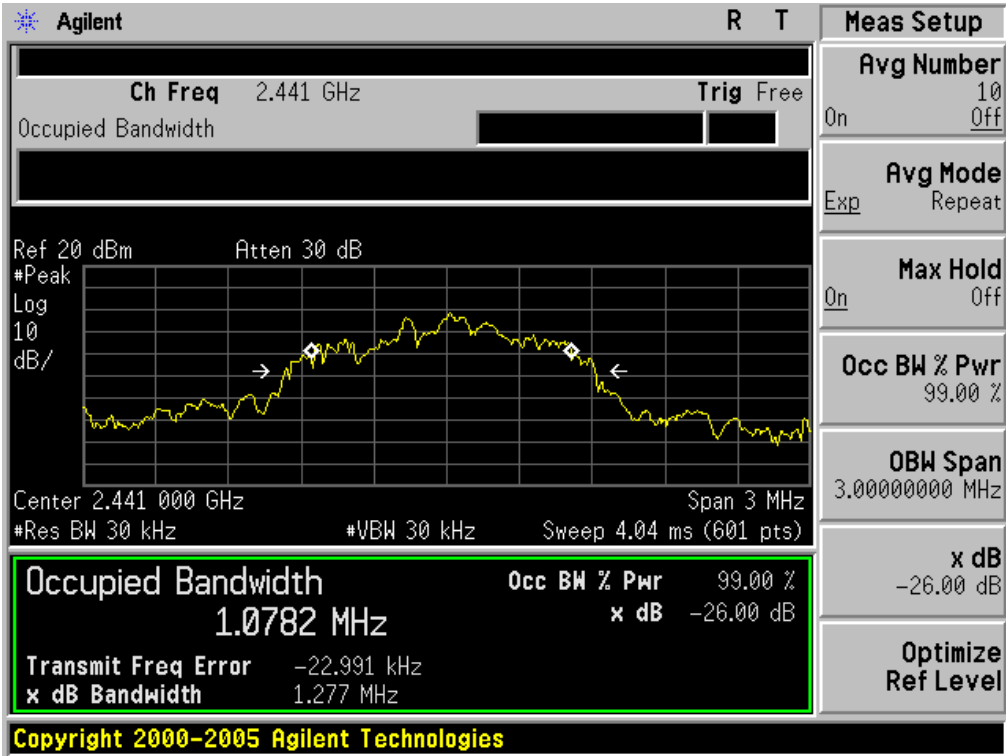 Agilent R T
Ch Freq 2.441 GHz Trig Free
Occupied Bandwidth
Ref 20 dBm Atten 30 dB
#Peak
Log
10
dB/
Center 2.441 000 GHz Span 3 MHz
#Res BW 30 kHz #VBW 30 kHz Sweep 4.04 ms (601 pts)
Occupied Bandwidth
1.0782 MHz
Occ BW % Pwr 99.00 %
x dB -26.00 dB
Transmit Freq Error -22.991 kHz
x dB Bandwidth 1.277 MHz
Copyright 2000-2005 Agilent Technologies
Meas Setup
Avg Number
10
On Off
Avg Mode
Exp Repeat
Max Hold
On Off
Occ BW % Pwr
99.00 %
OBW Span
3.00000000 MHz
x dB
-26.00 dB
Optimize
Ref Level